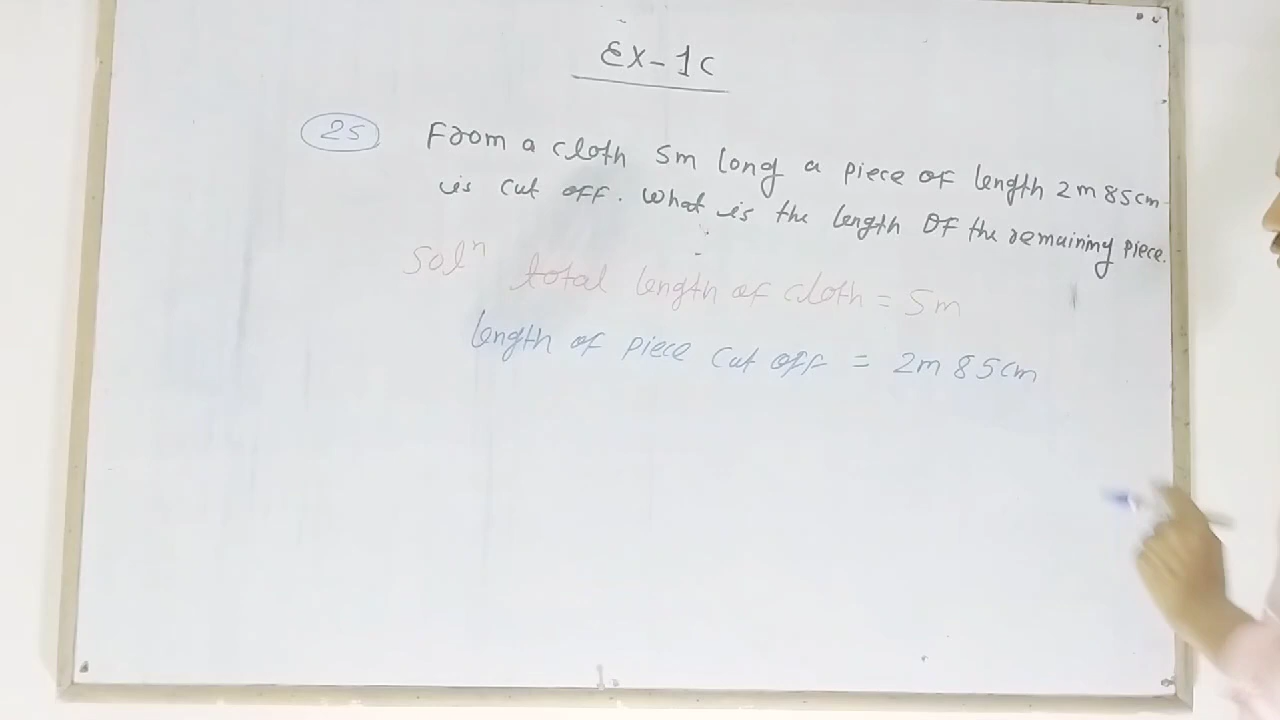 Ex-1c
25 From a cloth 5m long a piece of length 2m 85cm
is cut off. What is the length of the remaining piece.
Solⁿ total length of cloth = 5m
length of piece cut off = 2m 85cm